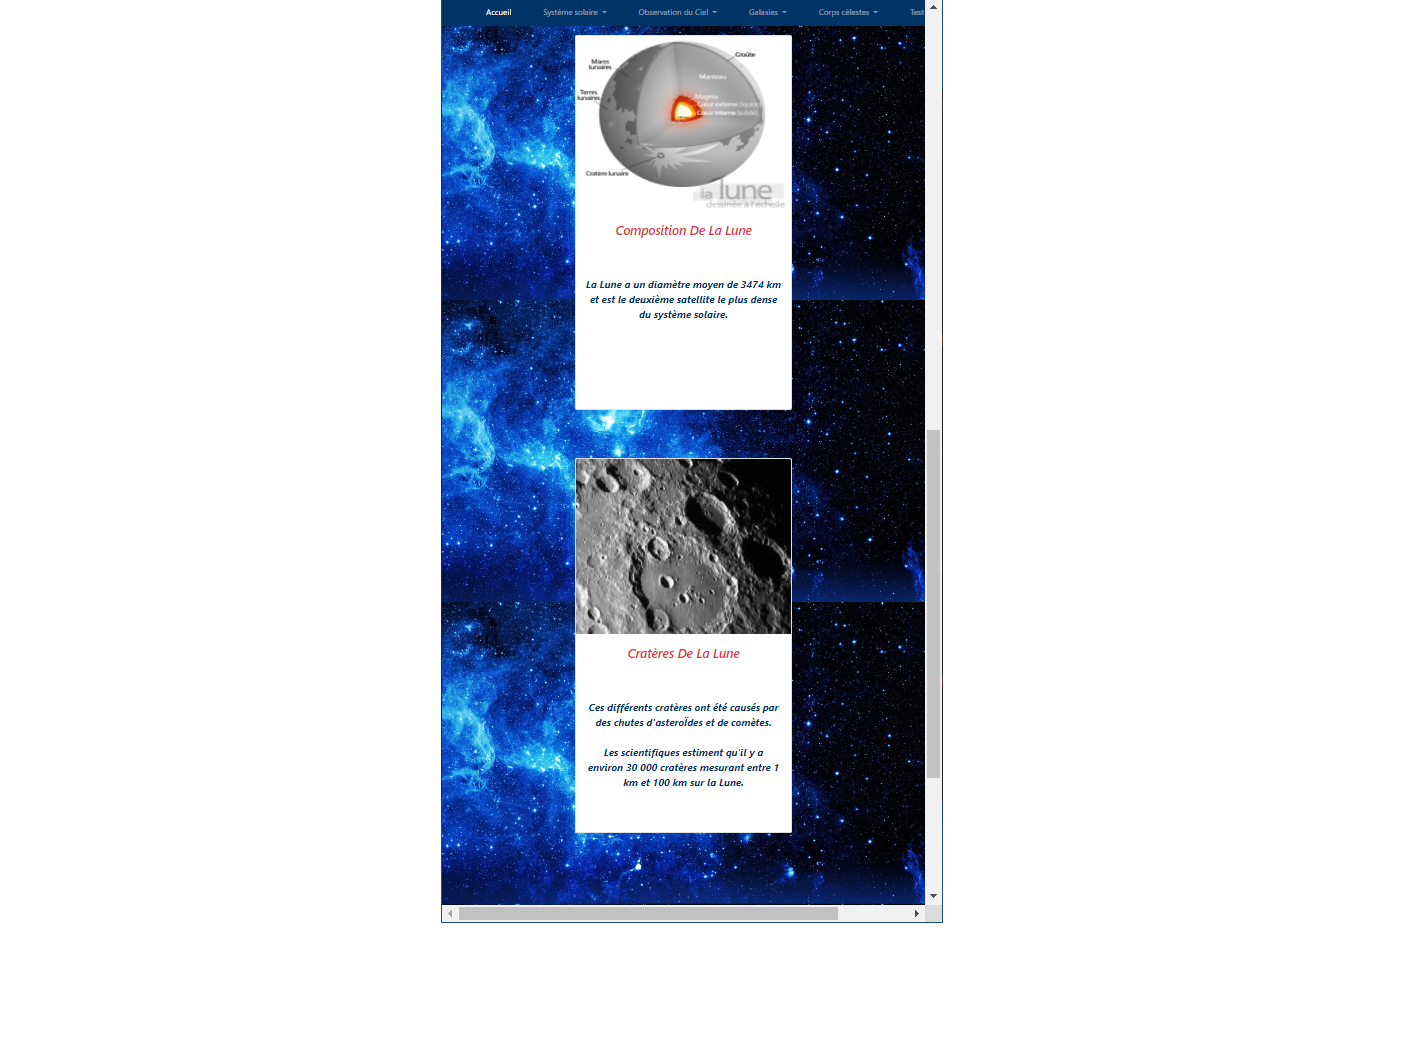 Accueil Système solaire Observation du Ciel Galaxies Corps célestes Test
Croûte
Mares
lunaires
Manteau
Terres
lunaires
Magma
Cœur externe (liquide)
Cœur interne (solide)
Cratère lunaire
la lune
dessinée à l'échelle
Composition De La Lune
La Lune a un diamètre moyen de 3474 km
et est le deuxième satellite le plus dense
du système solaire.
Cratères De La Lune
Ces différents cratères ont été causés par
des chutes d'asteroÏdes et de comètes.
Les scientifiques estiment qu'il y a
environ 30 000 cratères mesurant entre 1
km et 100 km sur la Lune.